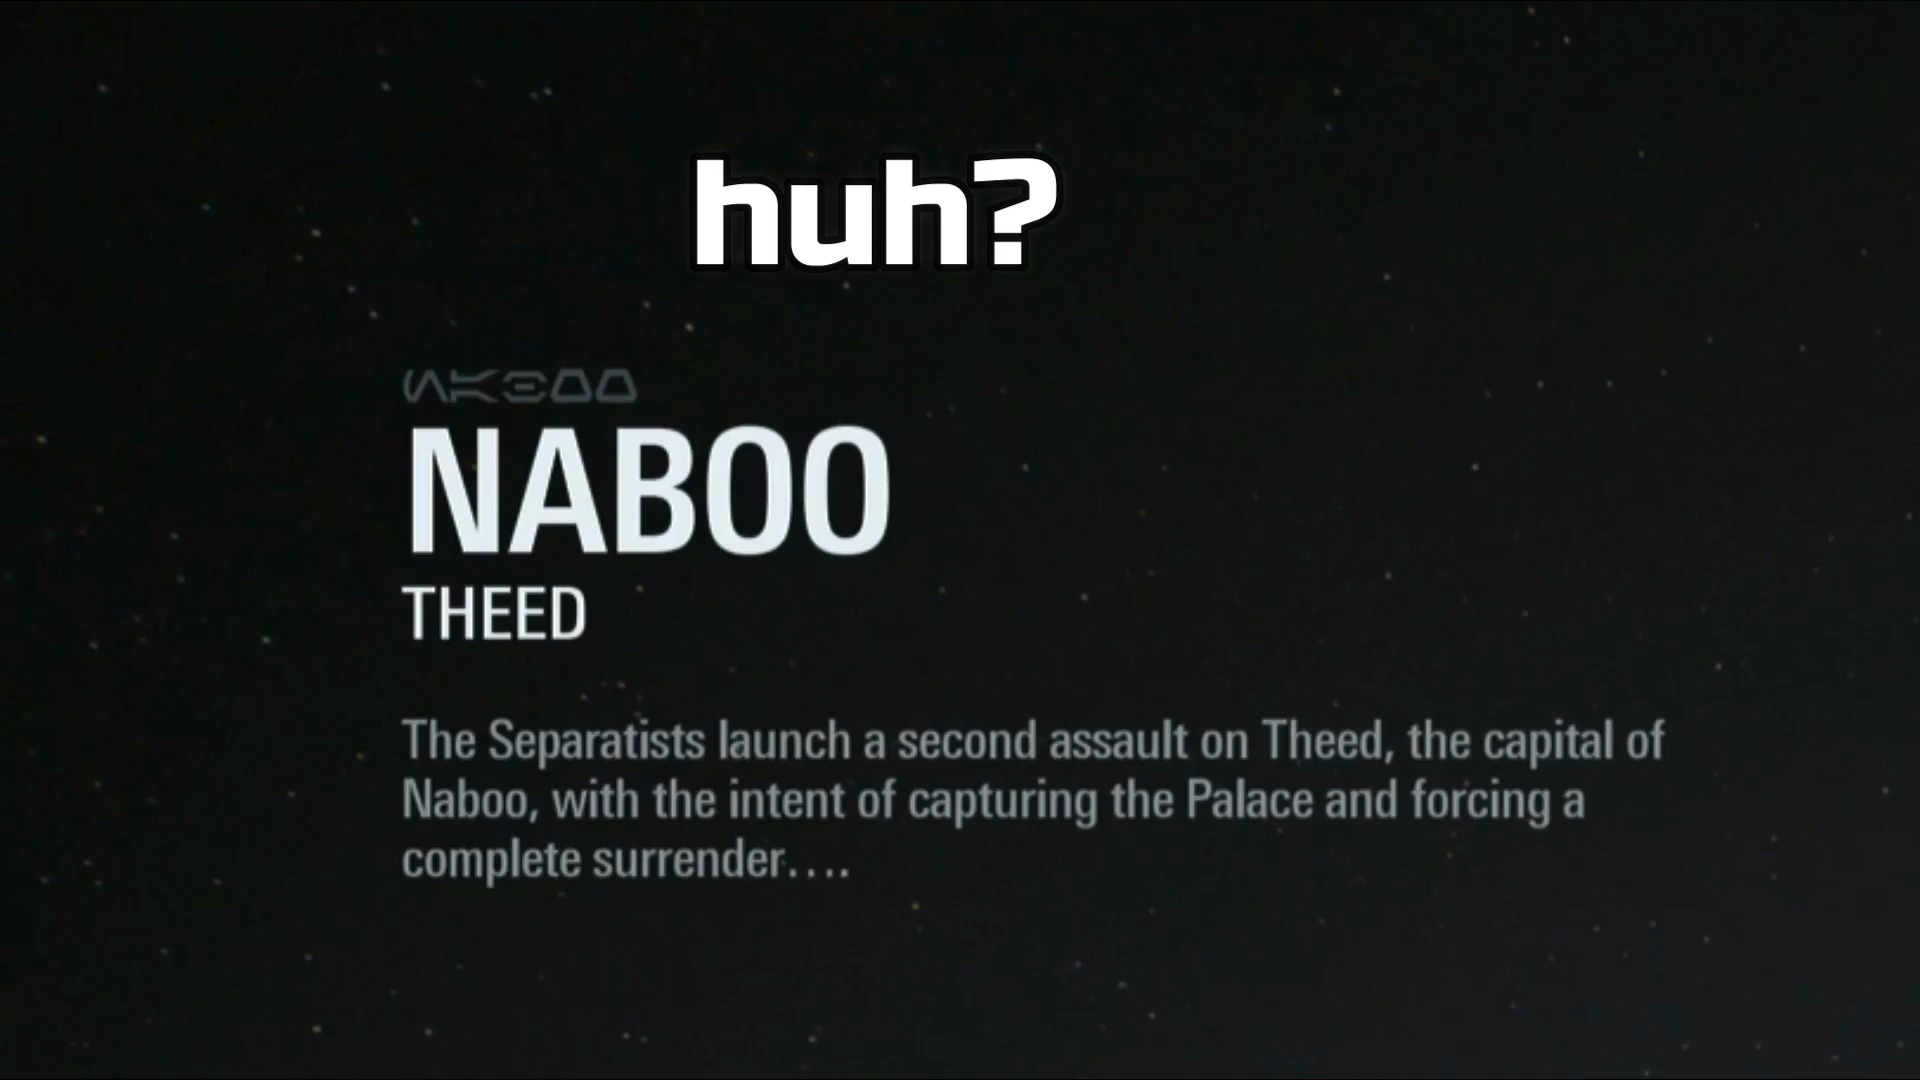 huh?
NABOO
THEED
The Separatists launch a second assault on Theed, the capital of
Naboo, with the intent of capturing the Palace and forcing a
complete surrender....